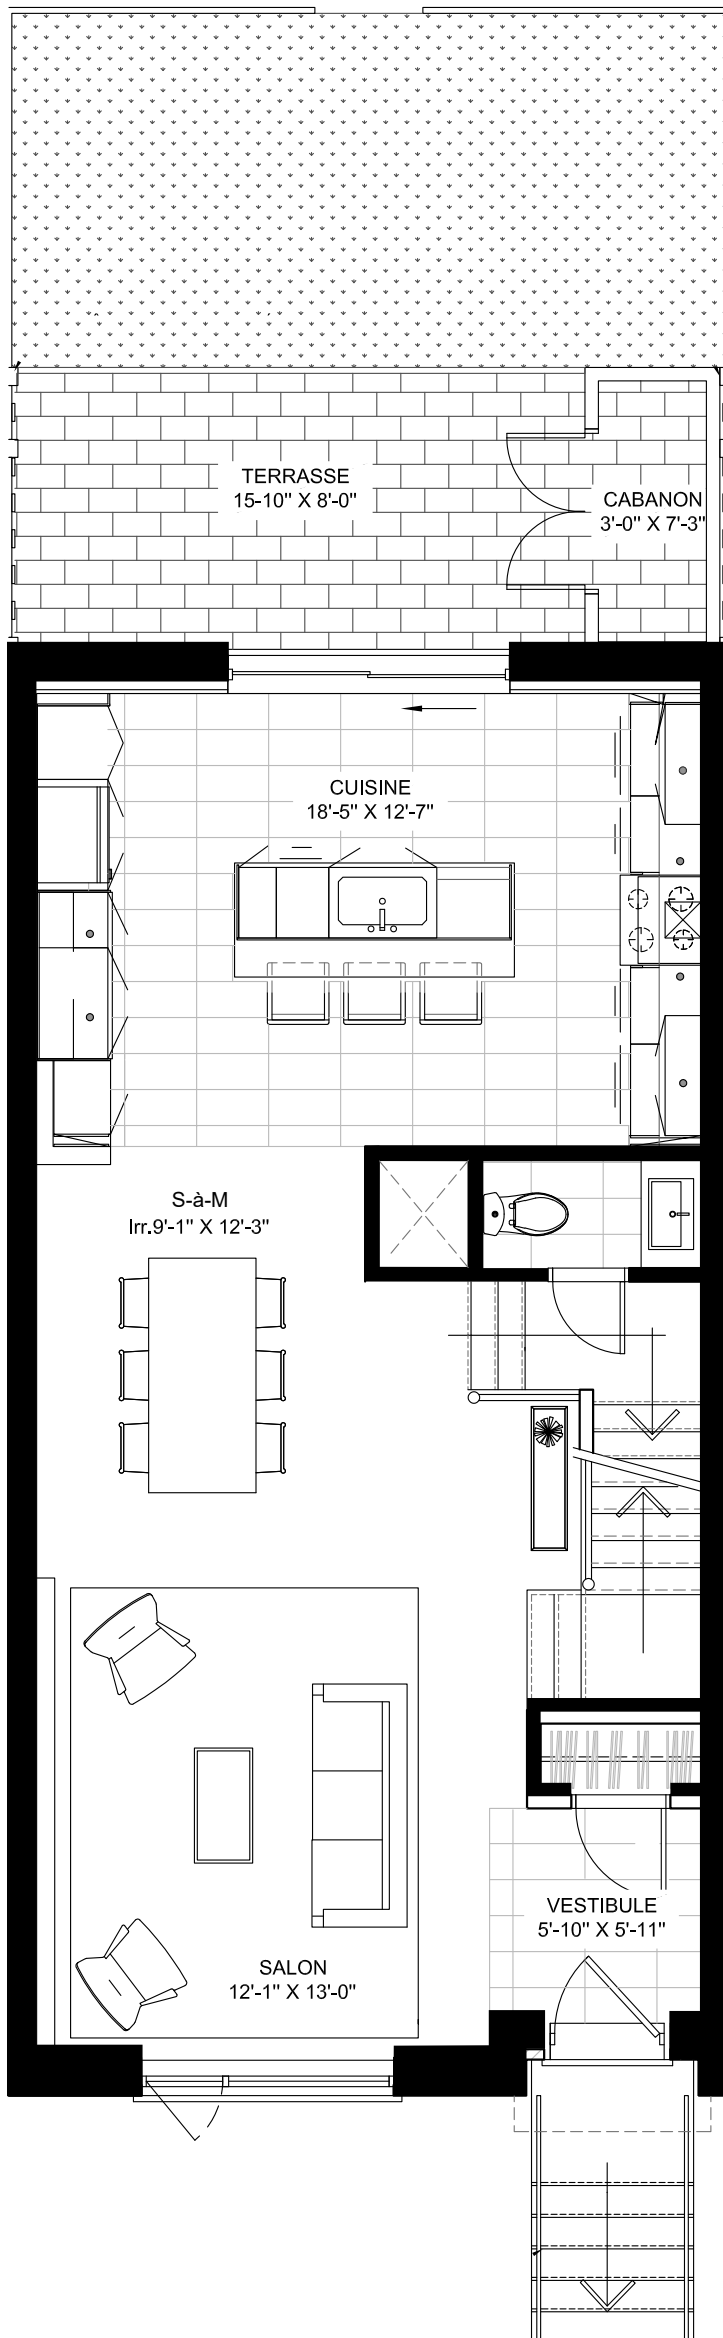 TERRASSE
15-10" X 8'-0"
CABANON
3'-0" X 7'-3"
CUISINE
18'-5" X 12'-7"
S-à-M
Irr.9'-1" X 12'-3"
VESTIBULE
5'-10" X 5'-11"
SALON
12'-1" X 13'-0"